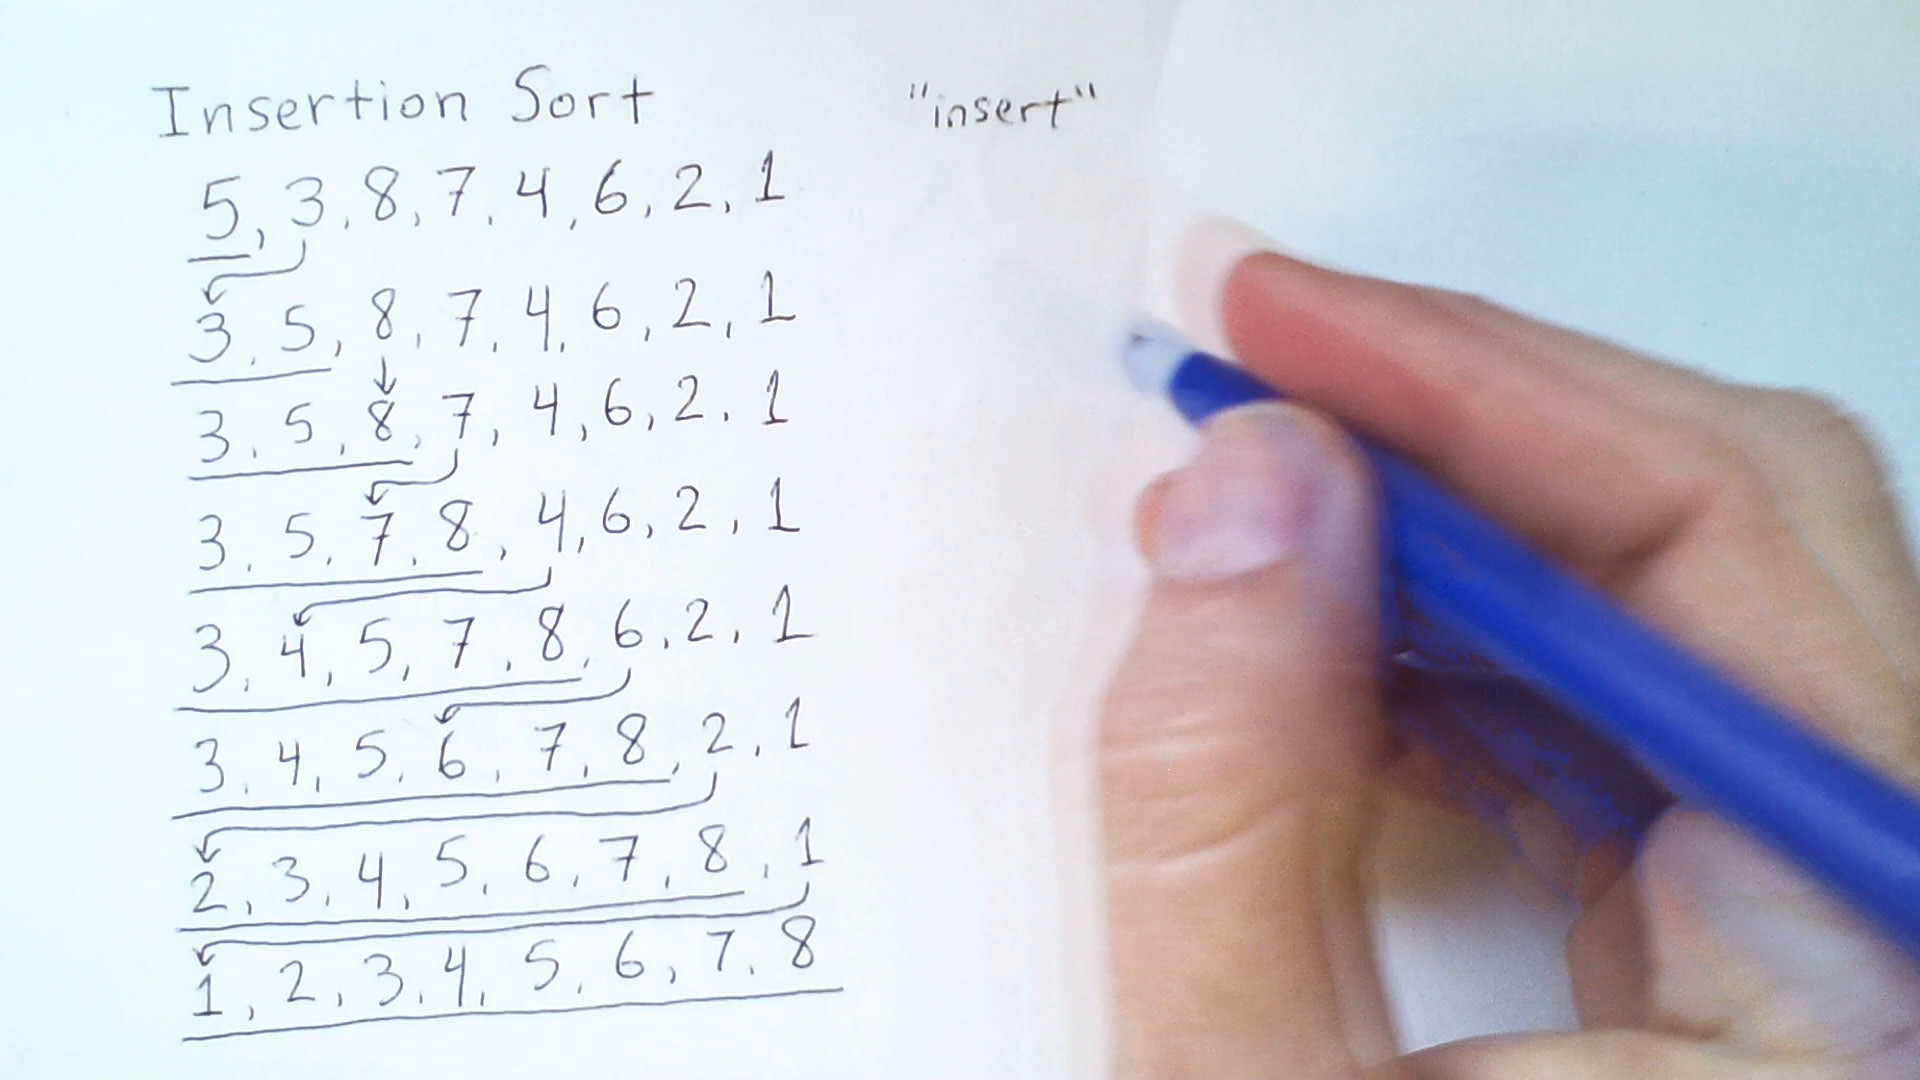 Insertion Sort "insert"
5, 3, 8, 7, 4, 6, 2, 1
3, 5, 8, 7, 4, 6, 2, 1
3, 5, 8, 7, 4, 6, 2, 1
3, 5, 7, 8, 4, 6, 2, 1
3, 4, 5, 7, 8, 6, 2, 1
3, 4, 5, 6, 7, 8, 2, 1
2, 3, 4, 5, 6, 7, 8, 1
1, 2, 3, 4, 5, 6, 7, 8